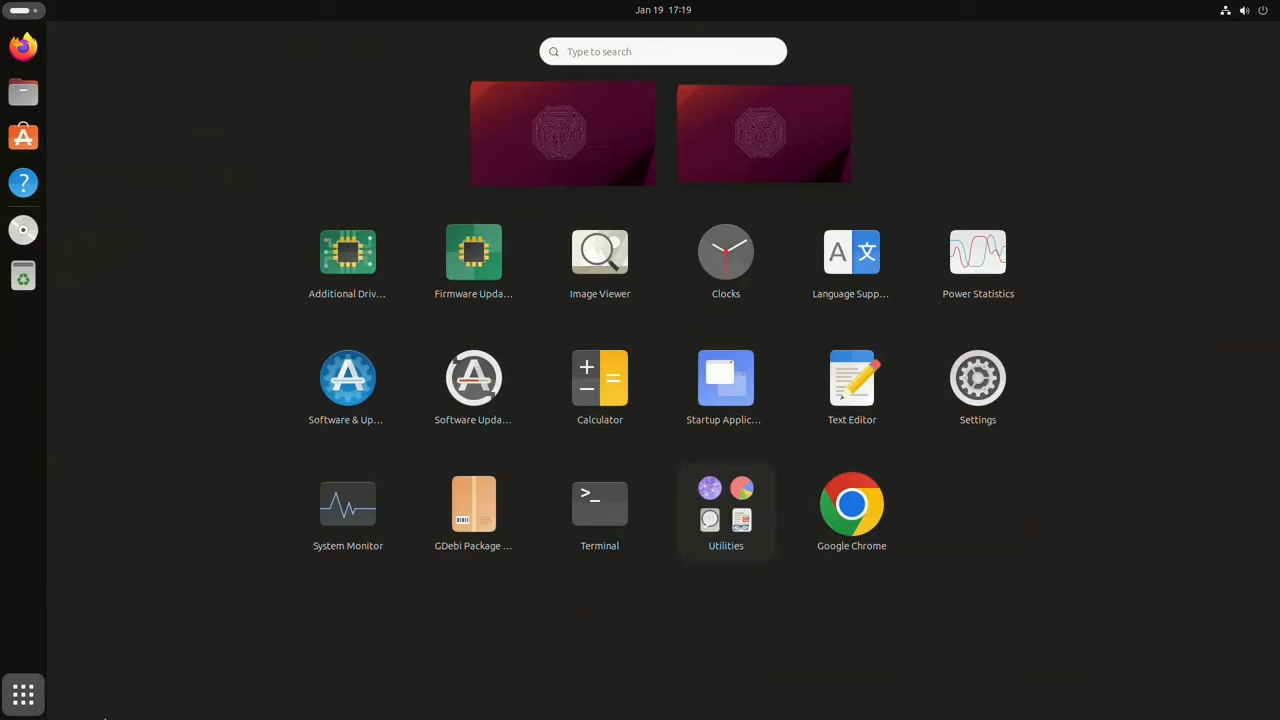 Jan 19 17:19
Type to search
Additional Driv...
Firmware Upda...
Image Viewer
Clocks
Language Supp...
Power Statistics
Software & Up...
Software Upda...
Calculator
Startup Applic...
Text Editor
Settings
System Monitor
GDebi Package ...
Terminal
Utilities
Google Chrome